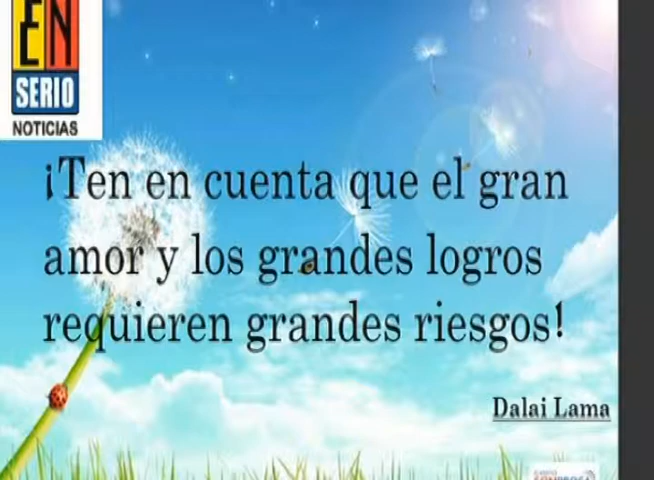 EN
SERIO
NOTICIAS
¡Ten en cuenta que el gran
amor y los grandes logros
requieren grandes riesgos!
Dalai Lama